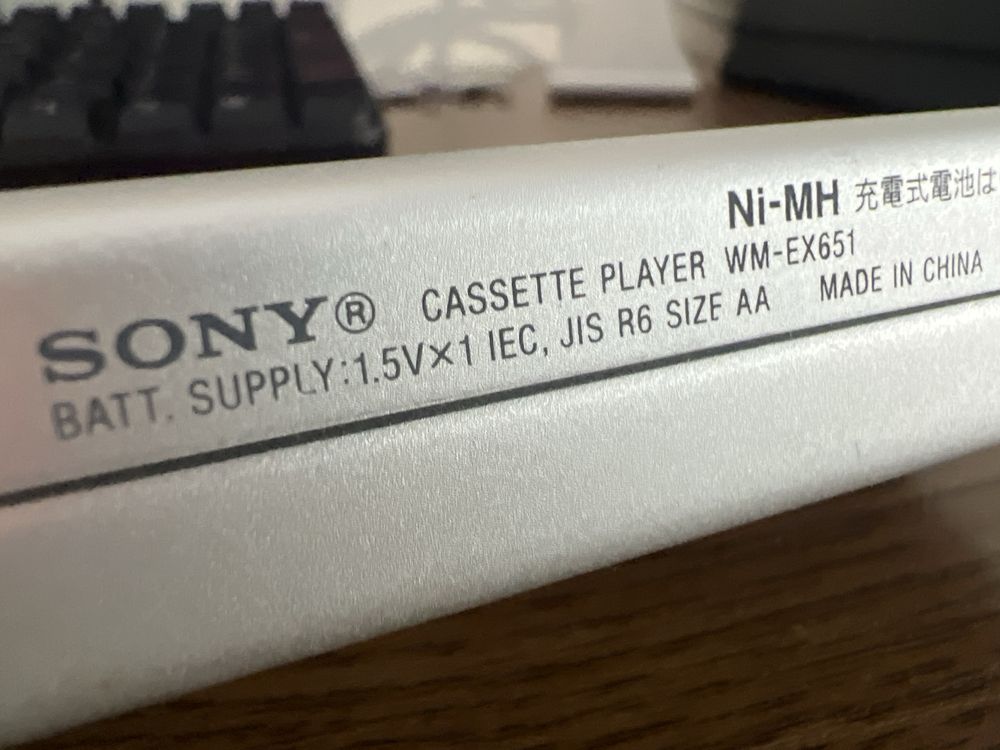 Ni-MH 充電式電池は
SONY® CASSETTE PLAYER WM-EX651
BATT. SUPPLY:1.5V×1 IEC, JIS R6 SIZE AA MADE IN CHINA